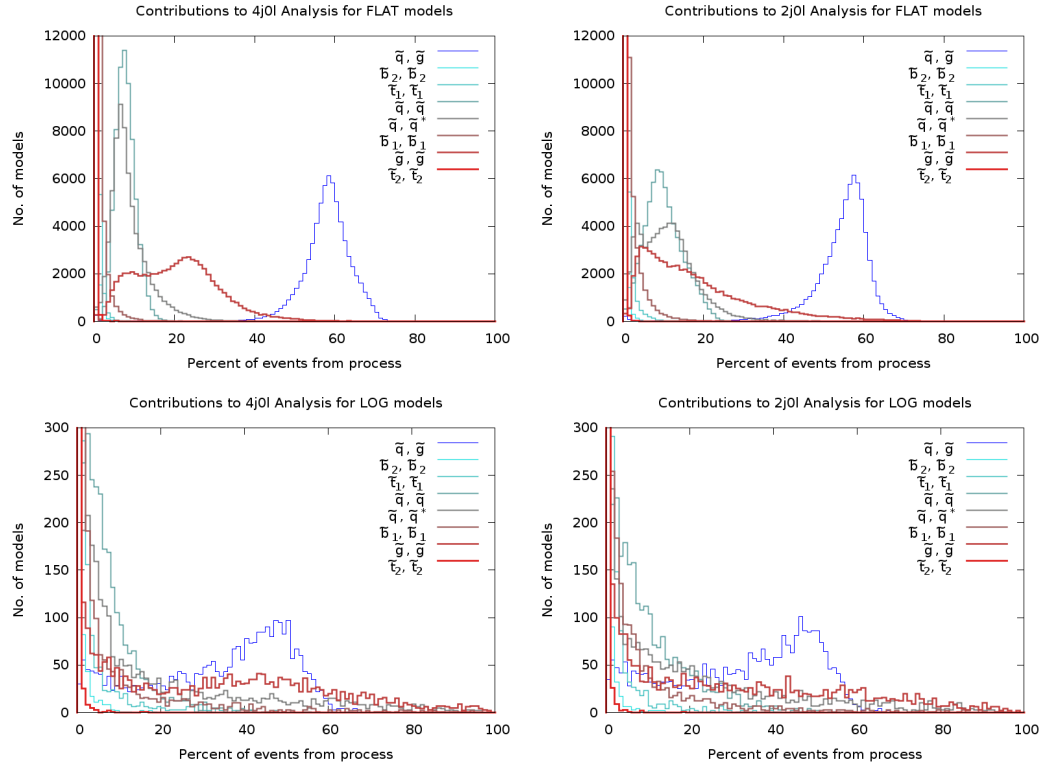 Contributions to 4j0l Analysis for FLAT models
No. of models
12000
10000
8000
6000
4000
2000
0
q̃, g̃
b̃₂, b̃₂
t̃₁, t̃₁
q̃, q̃
q̃, q̃*
b̃₁, b̃₁
g̃, g̃
t̃₂, t̃₂
0 20 40 60 80 100
Percent of events from process
Contributions to 2j0l Analysis for FLAT models
No. of models
12000
10000
8000
6000
4000
2000
0
q̃, g̃
b̃₂, b̃₂
t̃₁, t̃₁
q̃, q̃
q̃, q̃*
b̃₁, b̃₁
g̃, g̃
t̃₂, t̃₂
0 20 40 60 80 100
Percent of events from process
Contributions to 4j0l Analysis for LOG models
No. of models
300
250
200
150
100
50
0
q̃, g̃
b̃₂, b̃₂
t̃₁, t̃₁
q̃, q̃
q̃, q̃*
b̃₁, b̃₁
g̃, g̃
t̃₂, t̃₂
0 20 40 60 80 100
Percent of events from process
Contributions to 2j0l Analysis for LOG models
No. of models
300
250
200
150
100
50
0
q̃, g̃
b̃₂, b̃₂
t̃₁, t̃₁
q̃, q̃
q̃, q̃*
b̃₁, b̃₁
g̃, g̃
t̃₂, t̃₂
0 20 40 60 80 100
Percent of events from process